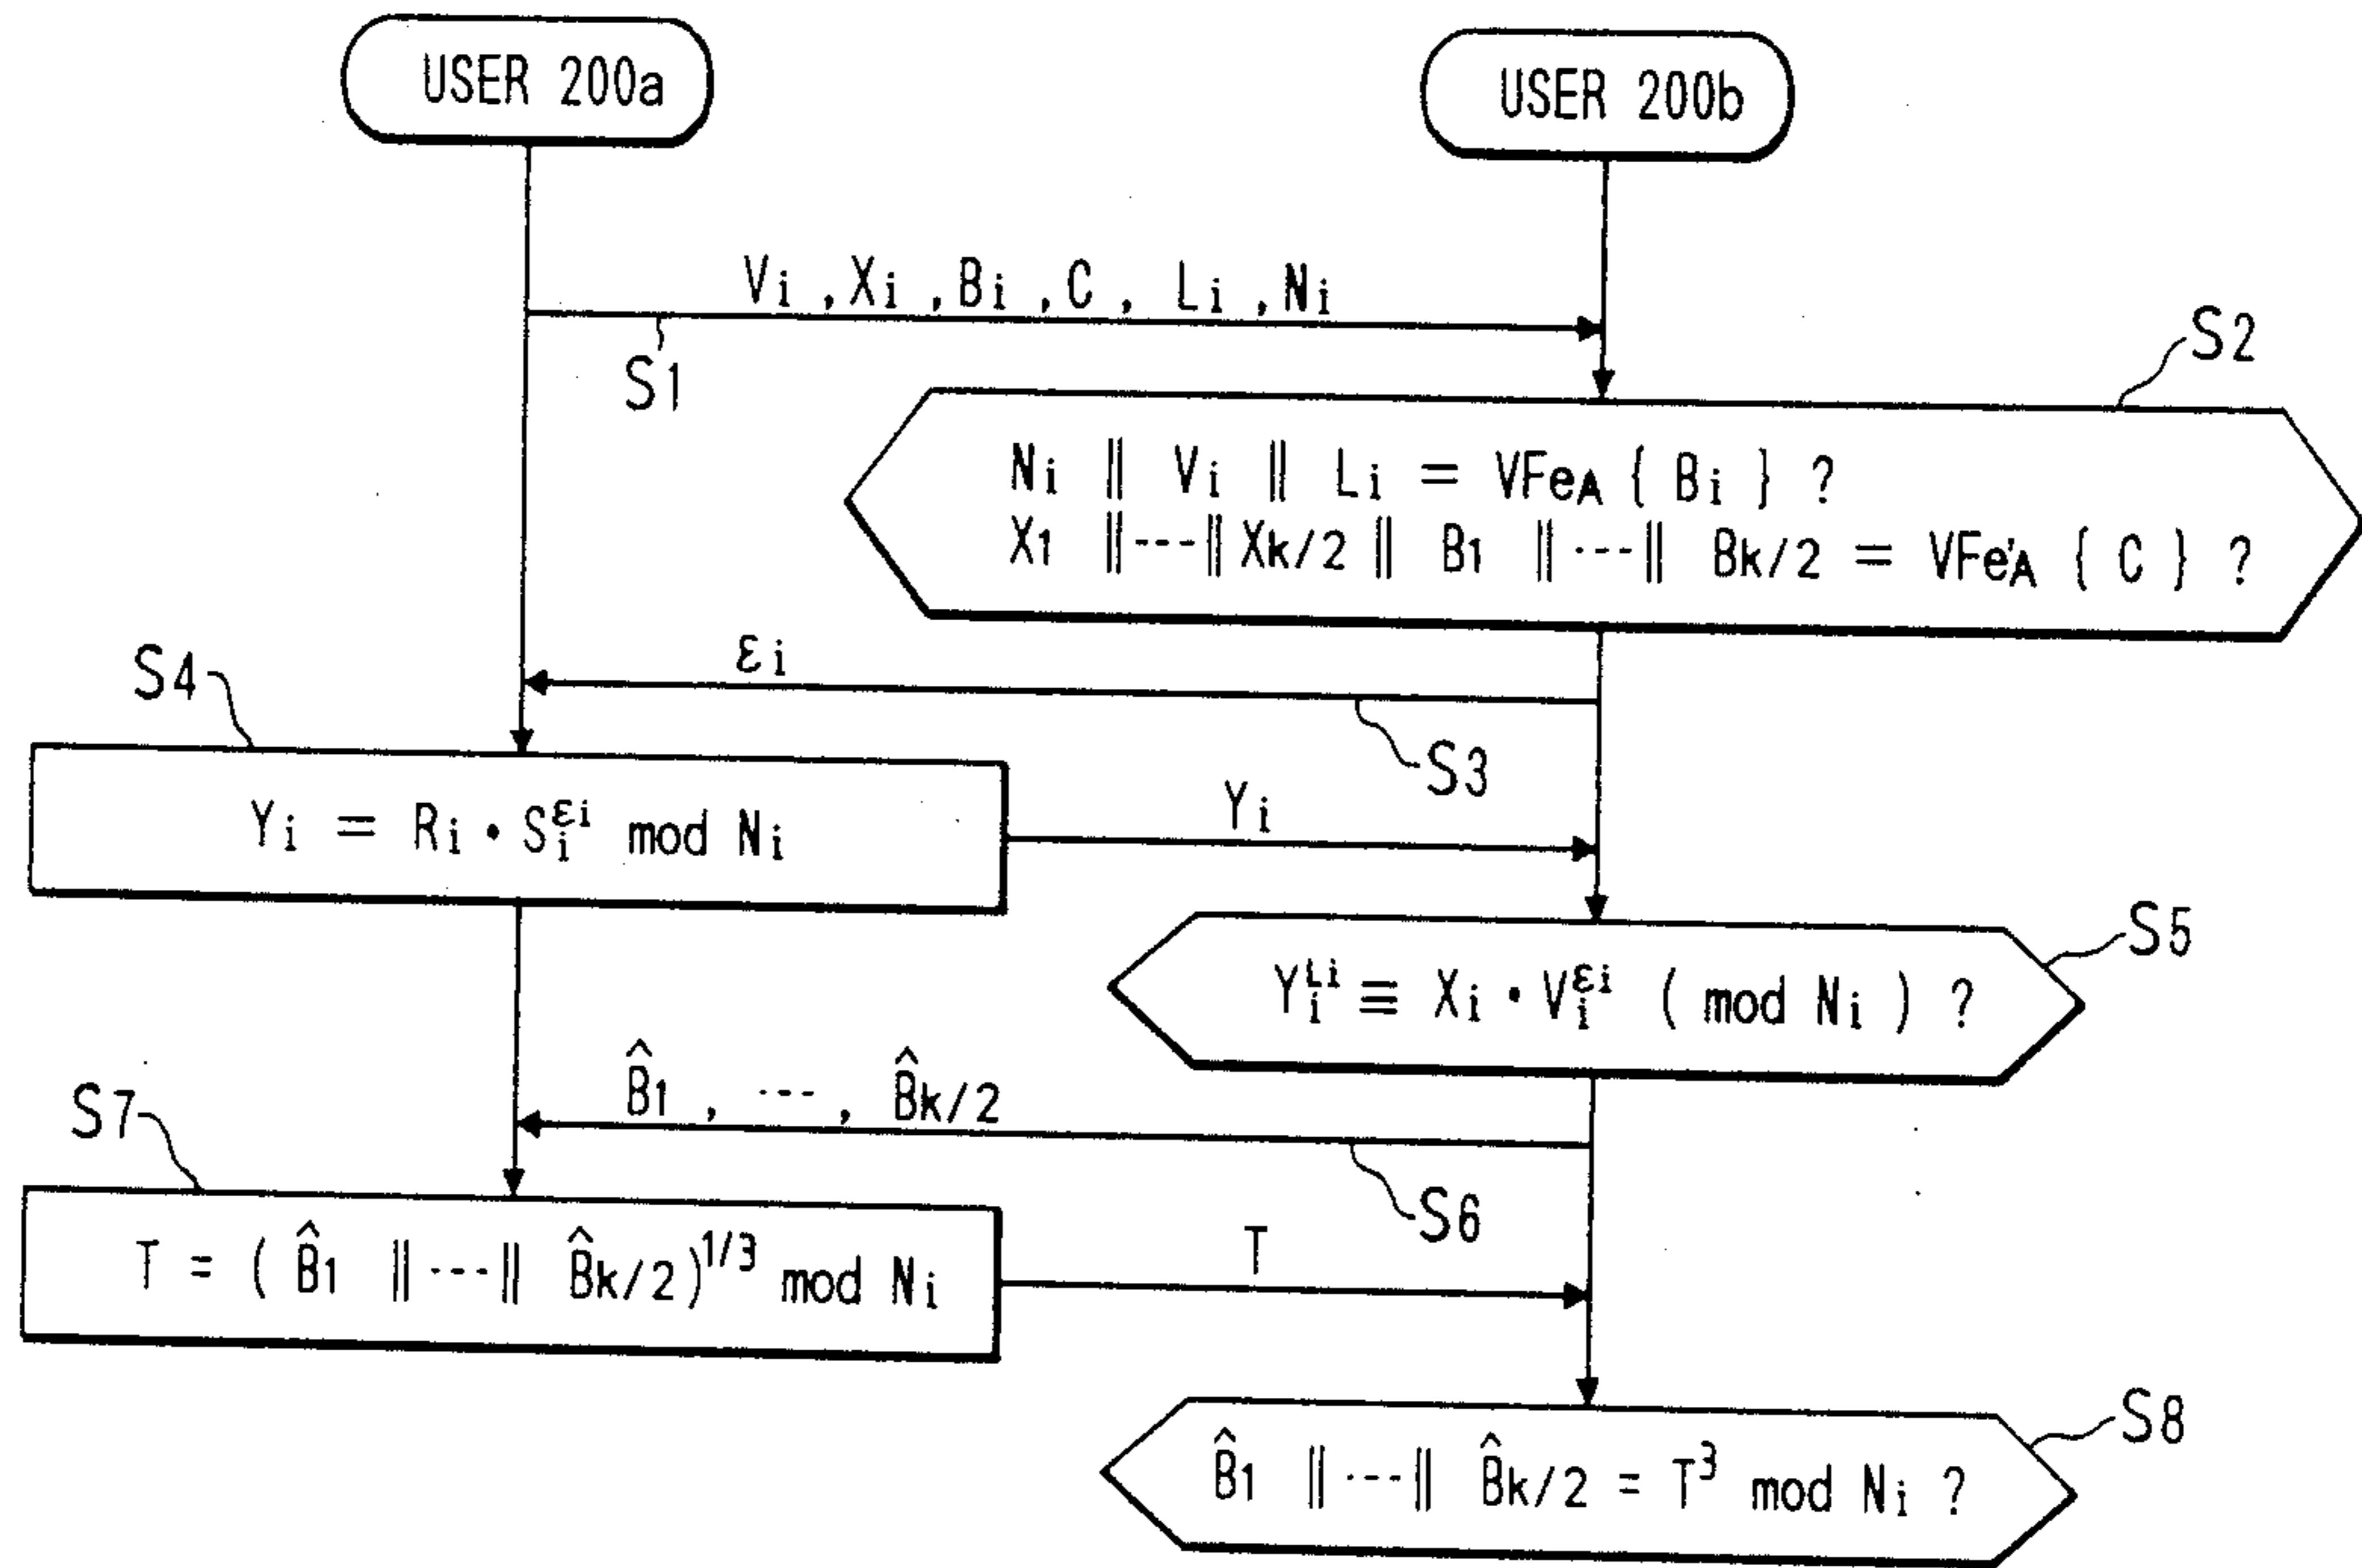 USER 200a
USER 200b
Vi , Xi , Bi , C , Li , Ni
S1
S2
Ni ‖ Vi ‖ Li = VFeA { Bi } ?
X1 ‖---‖ Xk/2 ‖ B1 ‖---‖ Bk/2 = VFe'A { C } ?
εi
S3
S4
Yi = Ri • Si^εi mod Ni
Yi
S5
Yi^Li ≡ Xi • Vi^εi ( mod Ni ) ?
B̂1 , --- , B̂k/2
S6
S7
T = ( B̂1 ‖---‖ B̂k/2 )^1/3 mod Ni
T
S8
B̂1 ‖---‖ B̂k/2 = T^3 mod Ni ?